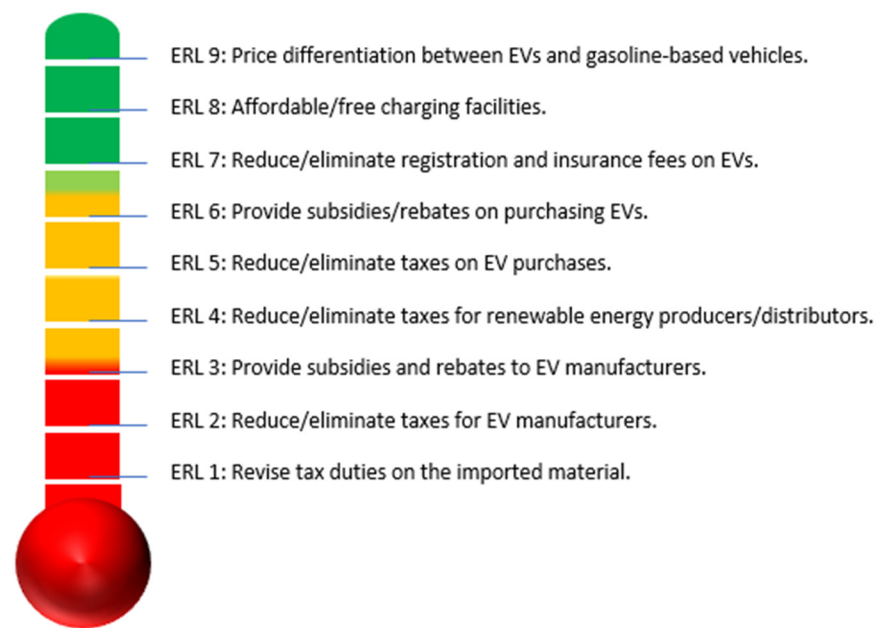 ERL 9: Price differentiation between EVs and gasoline-based vehicles.
ERL 8: Affordable/free charging facilities.
ERL 7: Reduce/eliminate registration and insurance fees on EVs.
ERL 6: Provide subsidies/rebates on purchasing EVs.
ERL 5: Reduce/eliminate taxes on EV purchases.
ERL 4: Reduce/eliminate taxes for renewable energy producers/distributors.
ERL 3: Provide subsidies and rebates to EV manufacturers.
ERL 2: Reduce/eliminate taxes for EV manufacturers.
ERL 1: Revise tax duties on the imported material.